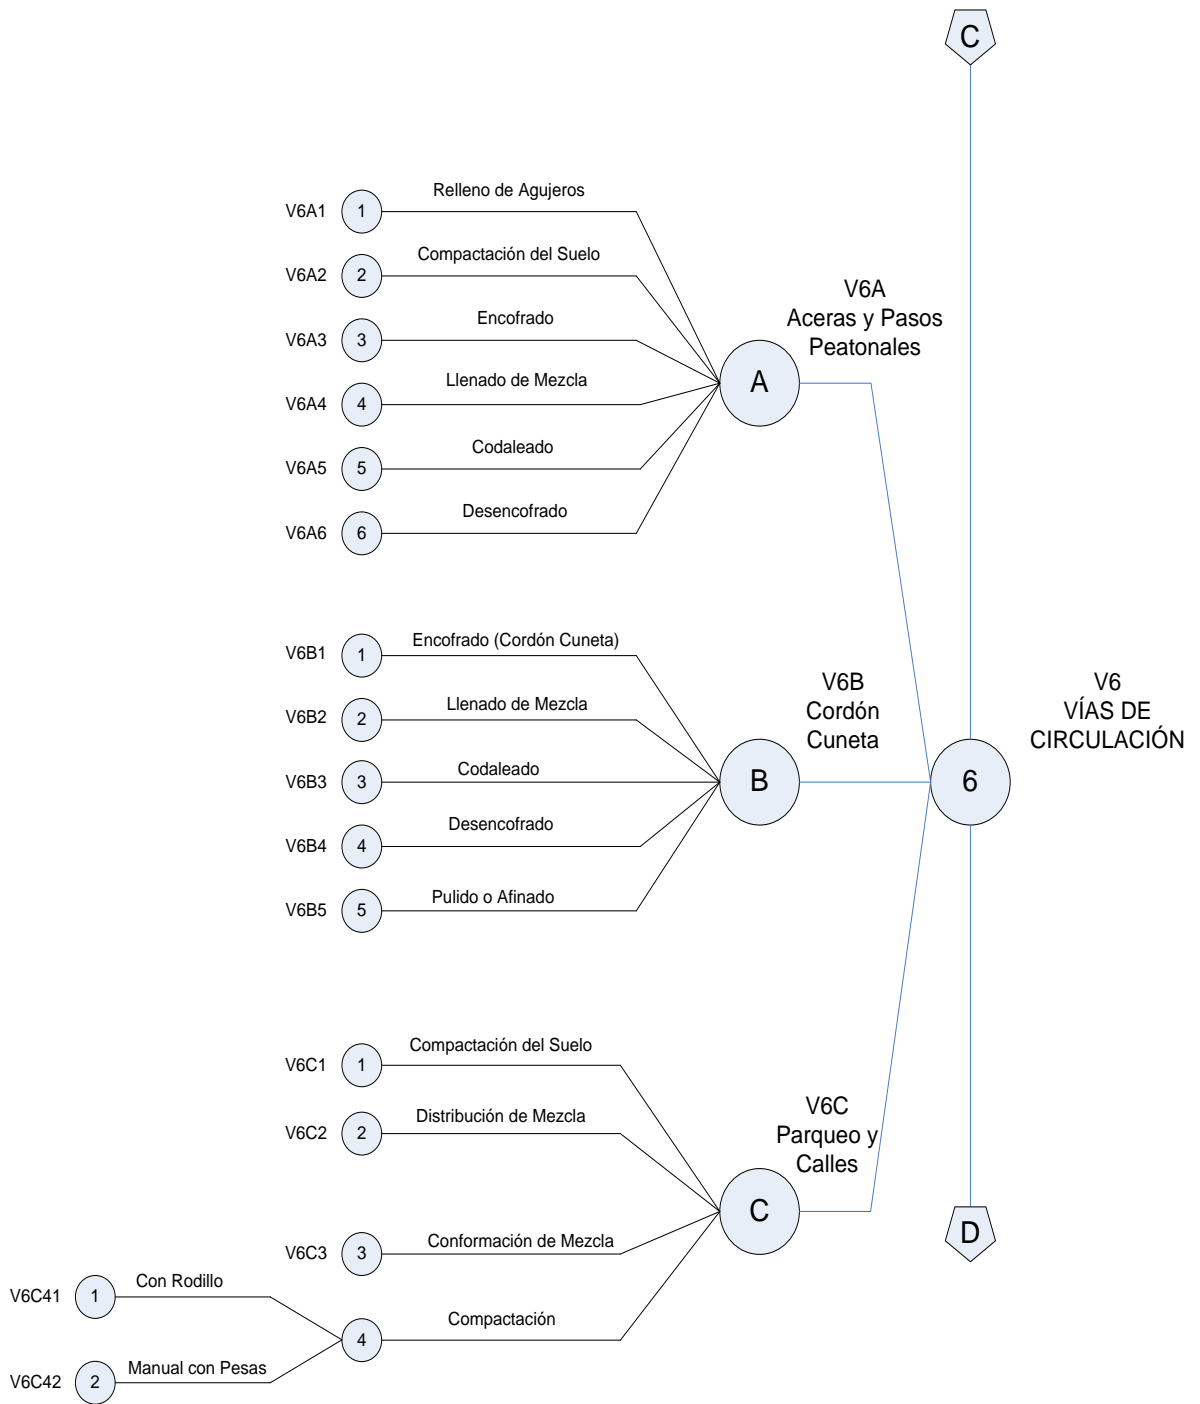 C
Relleno de Agujeros
V6A1 1
Compactación del Suelo
V6A2 2
Encofrado
V6A3 3
Llenado de Mezcla
V6A4 4
Codaleado
V6A5 5
Desencofrado
V6A6 6
V6A
Aceras y Pasos
Peatonales
A
Encofrado (Cordón Cuneta)
V6B1 1
Llenado de Mezcla
V6B2 2
Codaleado
V6B3 3
Desencofrado
V6B4 4
Pulido o Afinado
V6B5 5
V6B
Cordón
Cuneta
B
V6
VÍAS DE
CIRCULACIÓN
6
Compactación del Suelo
V6C1 1
Distribución de Mezcla
V6C2 2
Conformación de Mezcla
V6C3 3
Con Rodillo
V6C41 1
Manual con Pesas
V6C42 2
Compactación
4
V6C
Parqueo y
Calles
C
D